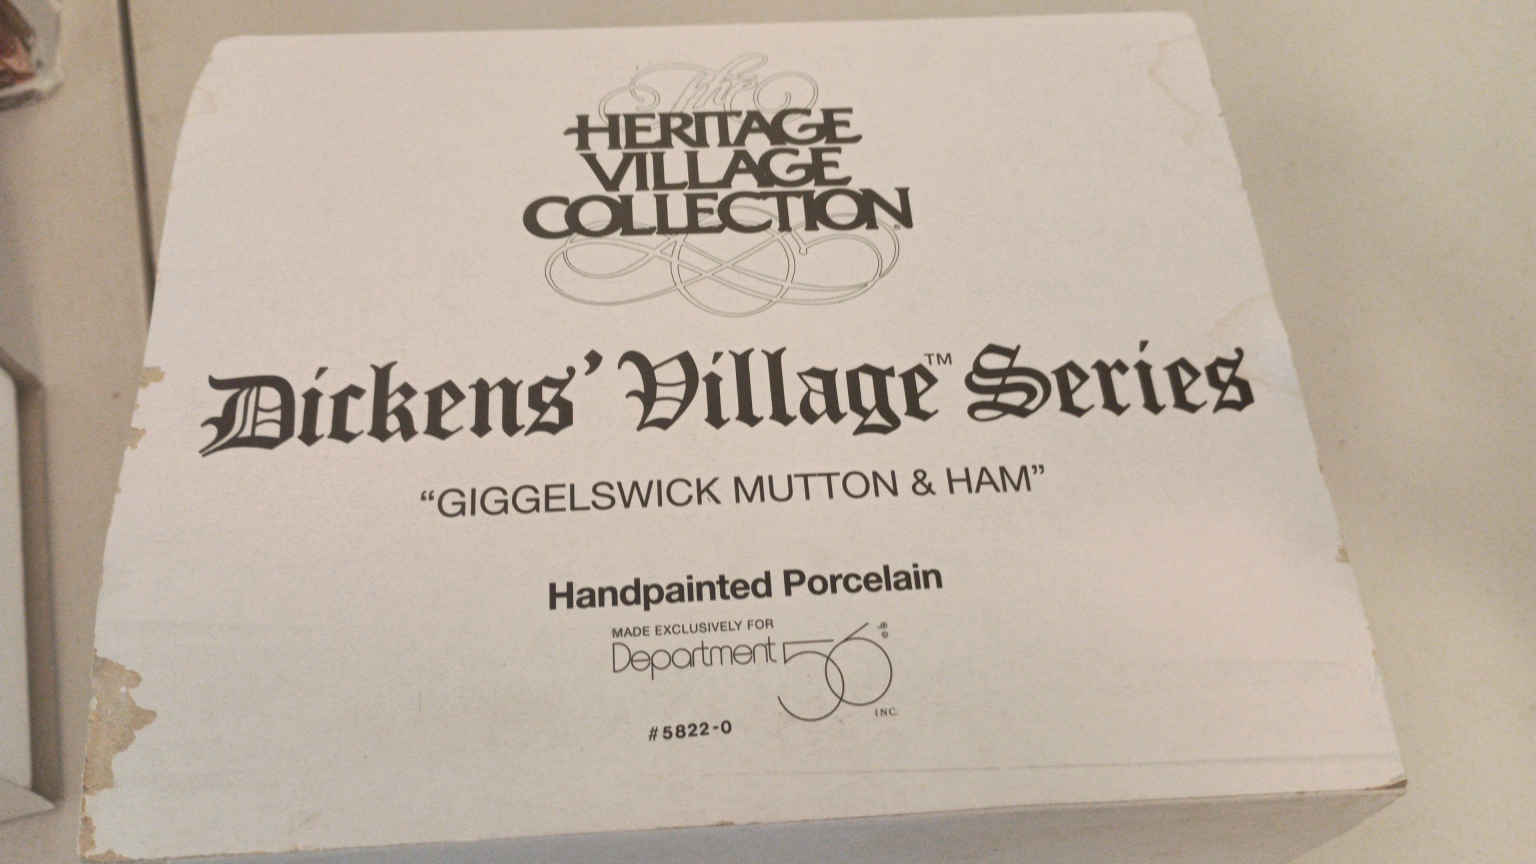 The
HERITAGE
VILLAGE
COLLECTION®
Dickens' Village™ Series
“GIGGELSWICK MUTTON & HAM”
Handpainted Porcelain
MADE EXCLUSIVELY FOR
Department 56®
INC.
#5822-0